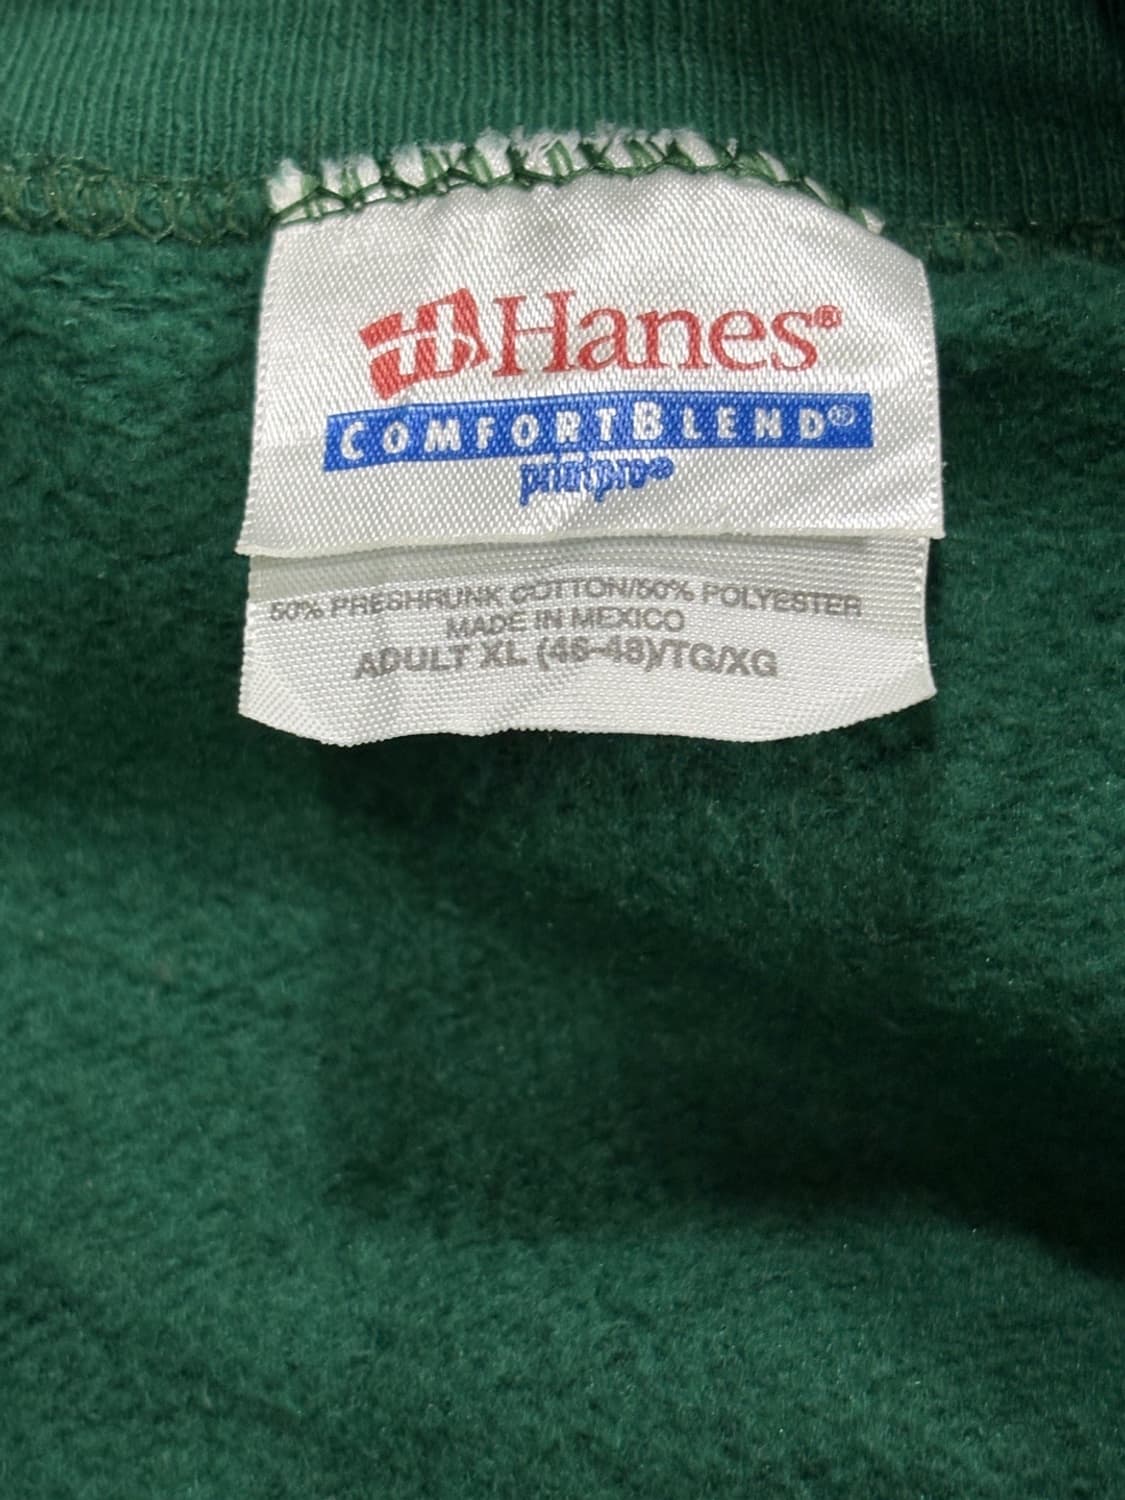 Hanes®
COMFORTBLEND®
printpro®
50% PRESHRUNK COTTON/50% POLYESTER
MADE IN MEXICO
ADULT XL (46-48)/TG/XG